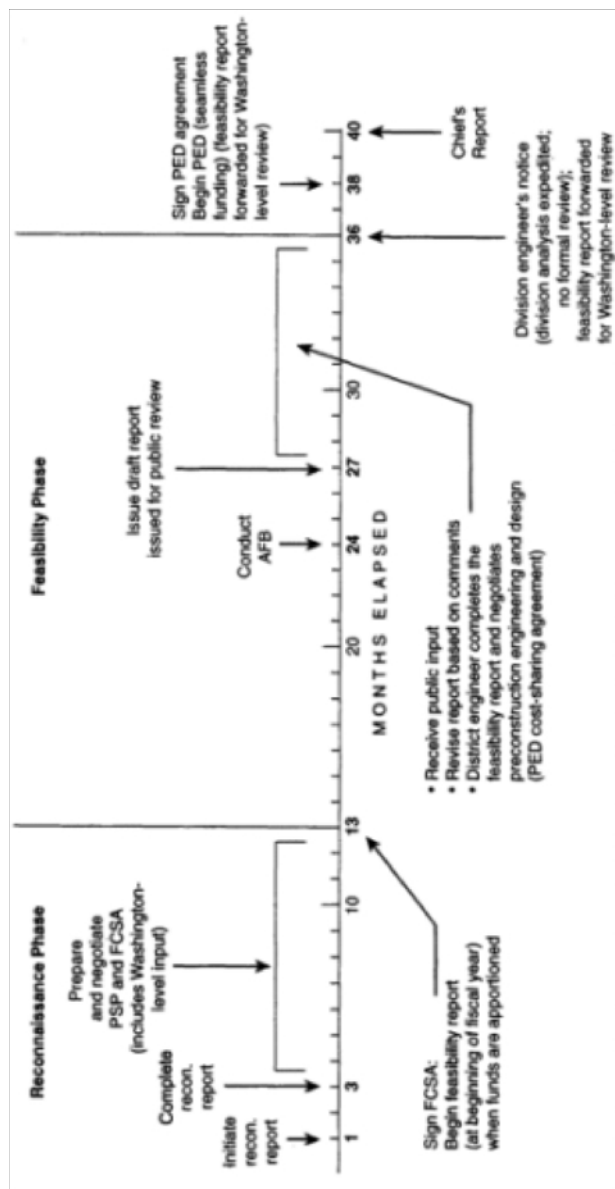 Reconnaissance Phase
Feasibility Phase
Initiate
recon.
report
Complete
recon.
report
Prepare
and negotiate
PSP and FCSA
(includes Washington-
level input)
Conduct
AFB
Issue draft report
issued for public review
Sign PED agreement
Begin PED (seamless
funding) (feasibility report
forwarded for Washington-
level review)
1
3
10
13
20
24
27
30
36
38
40
MONTHS ELAPSED
Sign FCSA:
Begin feasibility report
(at beginning of fiscal year)
when funds are apportioned
• Receive public input
• Revise report based on comments
• District engineer completes the
feasibility report and negotiates
preconstruction engineering and design
(PED cost-sharing agreement)
Division engineer's notice
(division analysis expedited;
no formal review);
feasibility report forwarded
for Washington-level review
Chief's
Report